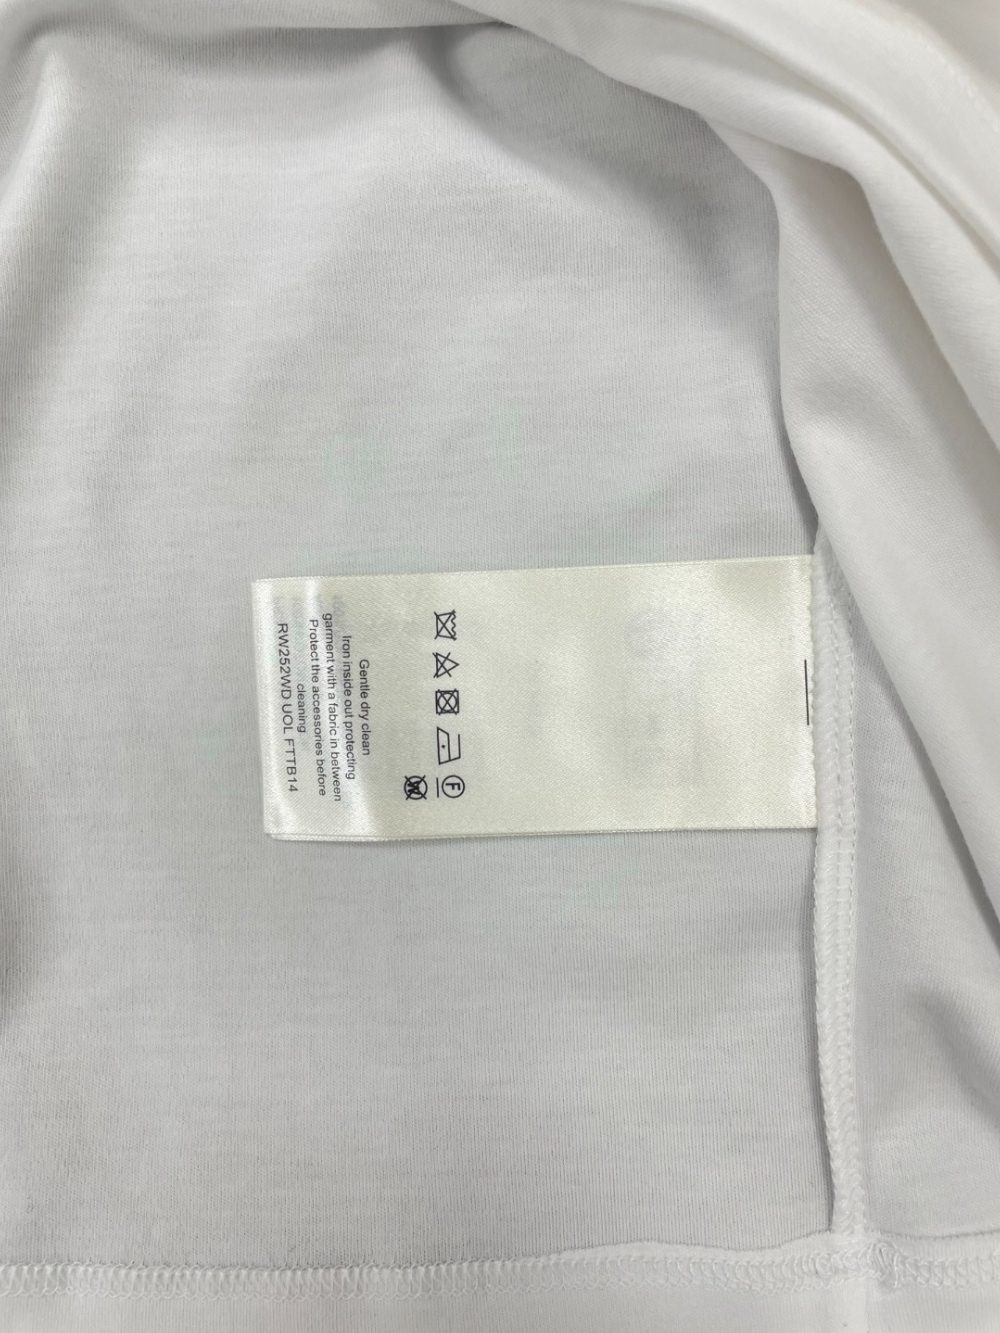 F
W
Gentle dry clean
Iron inside out protecting
garment with a fabric in between
Protect the accessories before
cleaning
RW252WD UOL FTTB14